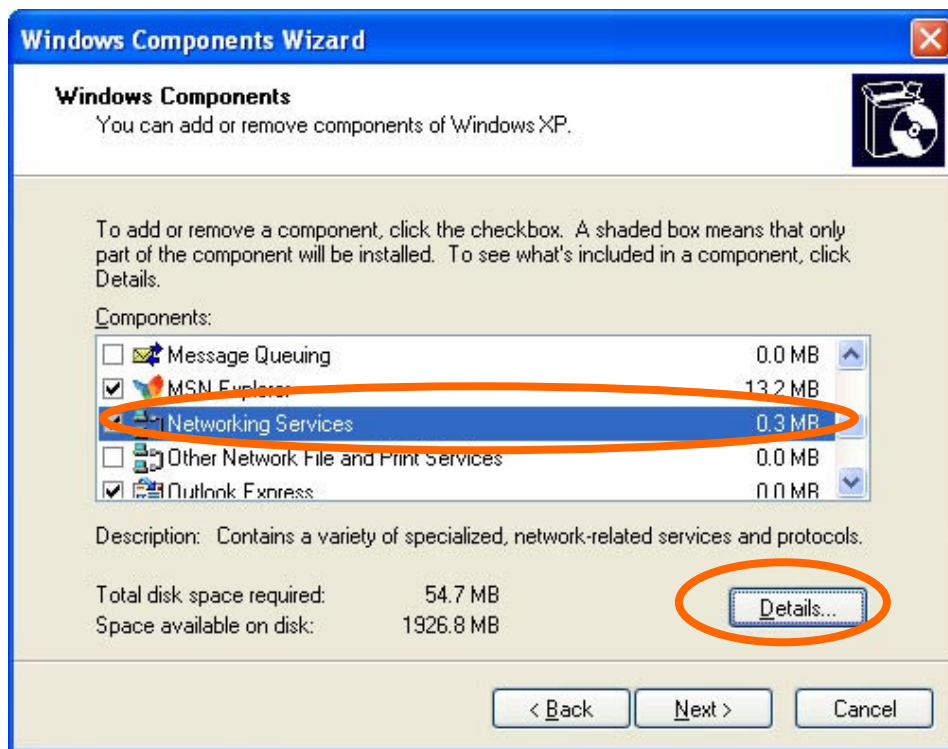 Windows Components Wizard
Windows Components
You can add or remove components of Windows XP.
To add or remove a component, click the checkbox. A shaded box means that only
part of the component will be installed. To see what's included in a component, click
Details.
Components:
Message Queuing 0.0 MB
MSN Explorer 13.2 MB
Networking Services 0.3 MB
Other Network File and Print Services 0.0 MB
Outlook Express 0.0 MB
Description: Contains a variety of specialized, network-related services and protocols.
Total disk space required: 54.7 MB
Space available on disk: 1926.8 MB
Details...
< Back Next > Cancel